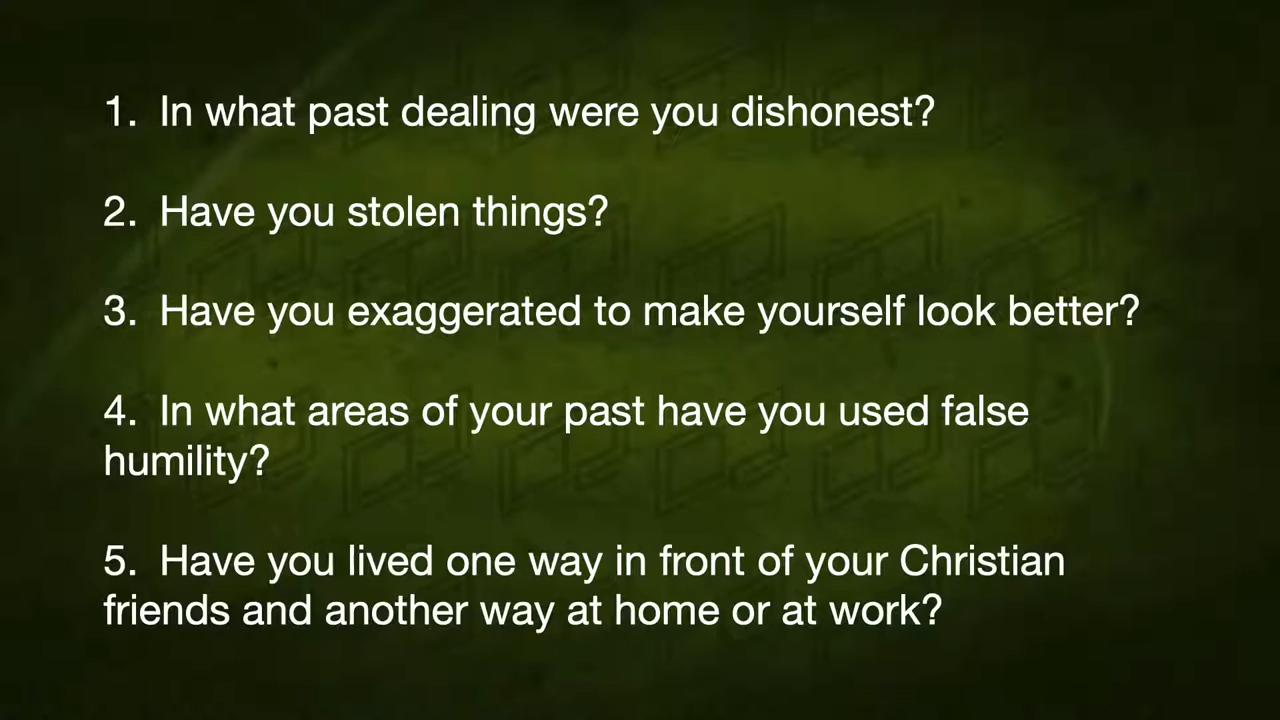 1. In what past dealing were you dishonest?
2. Have you stolen things?
3. Have you exaggerated to make yourself look better?
4. In what areas of your past have you used false
humility?
5. Have you lived one way in front of your Christian
friends and another way at home or at work?